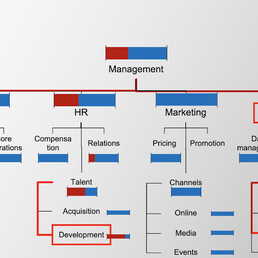 Management
HR
Marketing
ore
rations
Compensa
tion
Relations
Pricing
Promotion
Da
manag
Talent
Channels
Acquisition
Online
Development
Media
Events